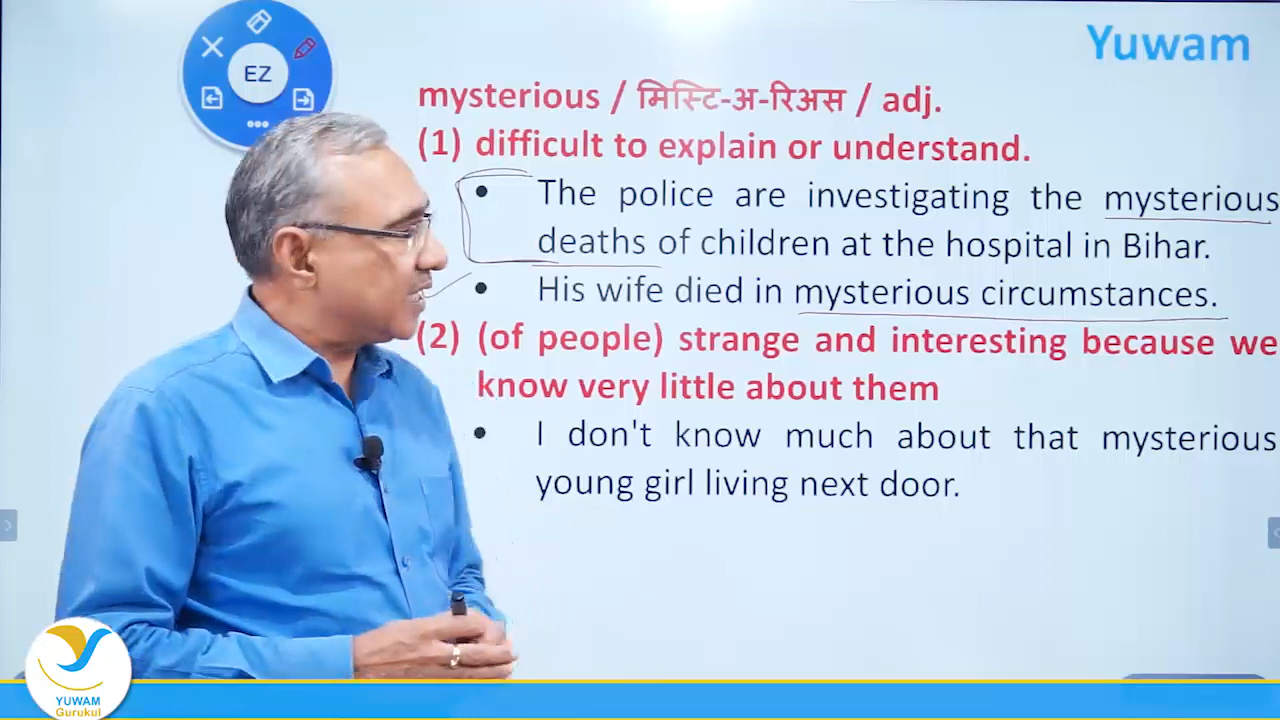 Yuwam
EZ
mysterious / मिस्टि-अ-रिअस / adj.
(1) difficult to explain or understand.
• The police are investigating the mysterious
deaths of children at the hospital in Bihar.
• His wife died in mysterious circumstances.
(2) (of people) strange and interesting because we
know very little about them
• I don't know much about that mysterious
young girl living next door.
YUWAM
Gurukul